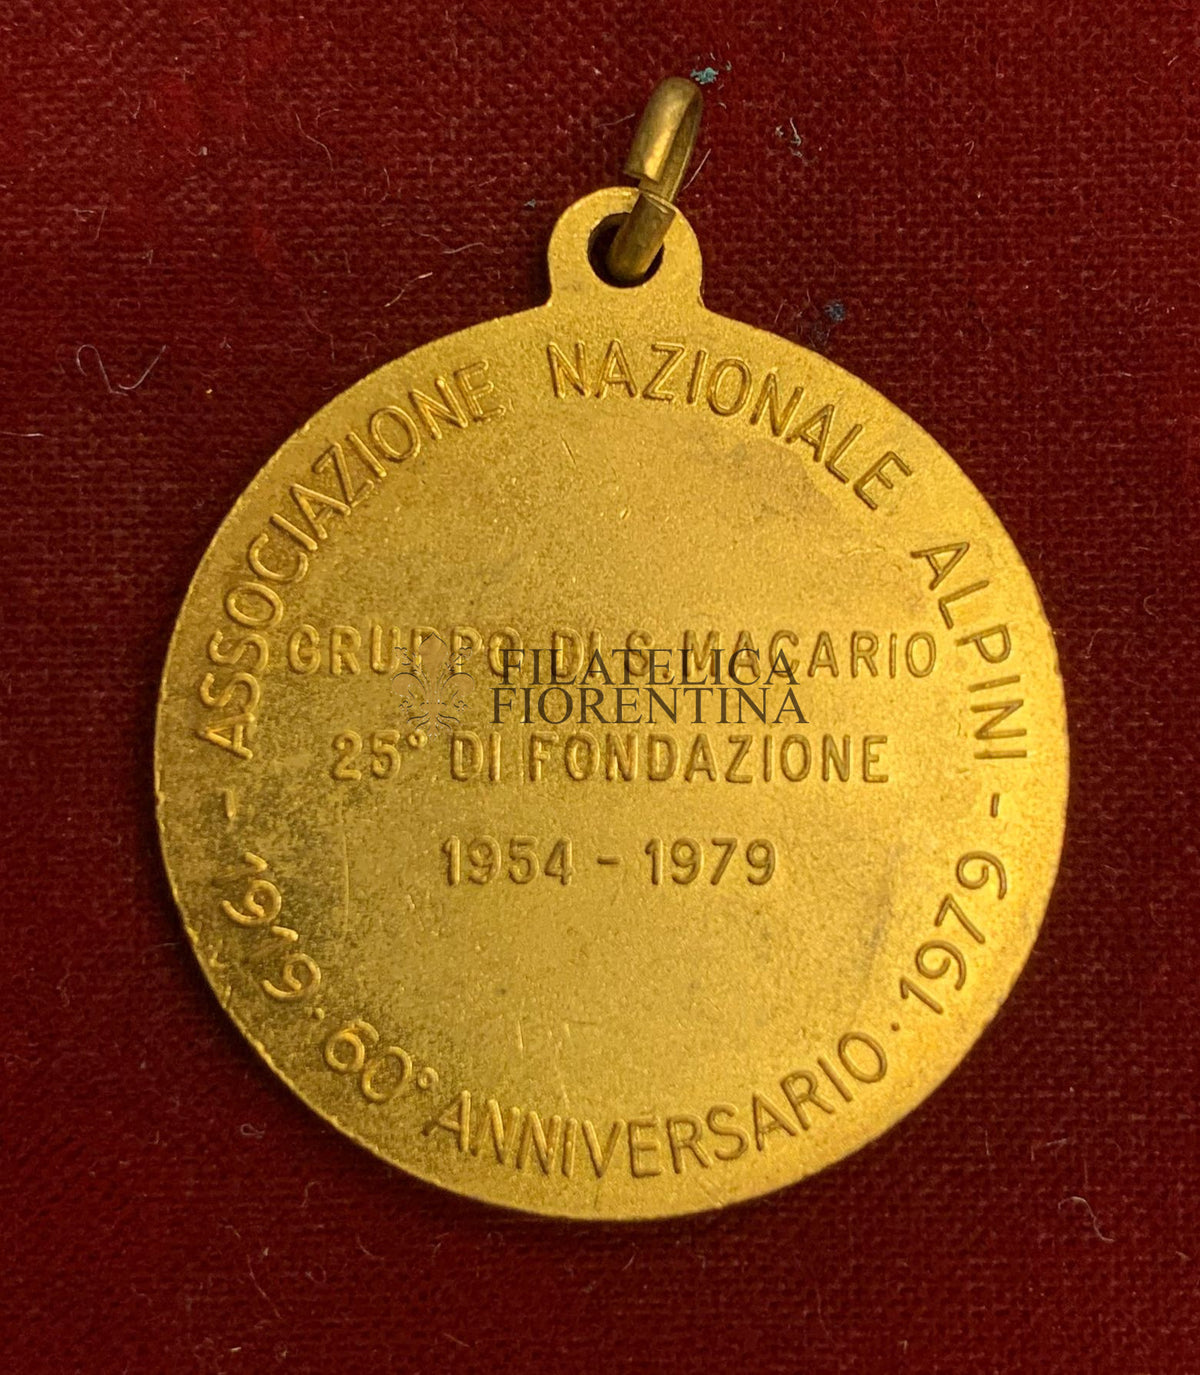 ASSOCIAZIONE NAZIONALE ALPINI -
GRUPPO DI S. MACARIO
25° DI FONDAZIONE
1954 - 1979
1919 · 60° ANNIVERSARIO · 1979
FILATELICA
FIORENTINA